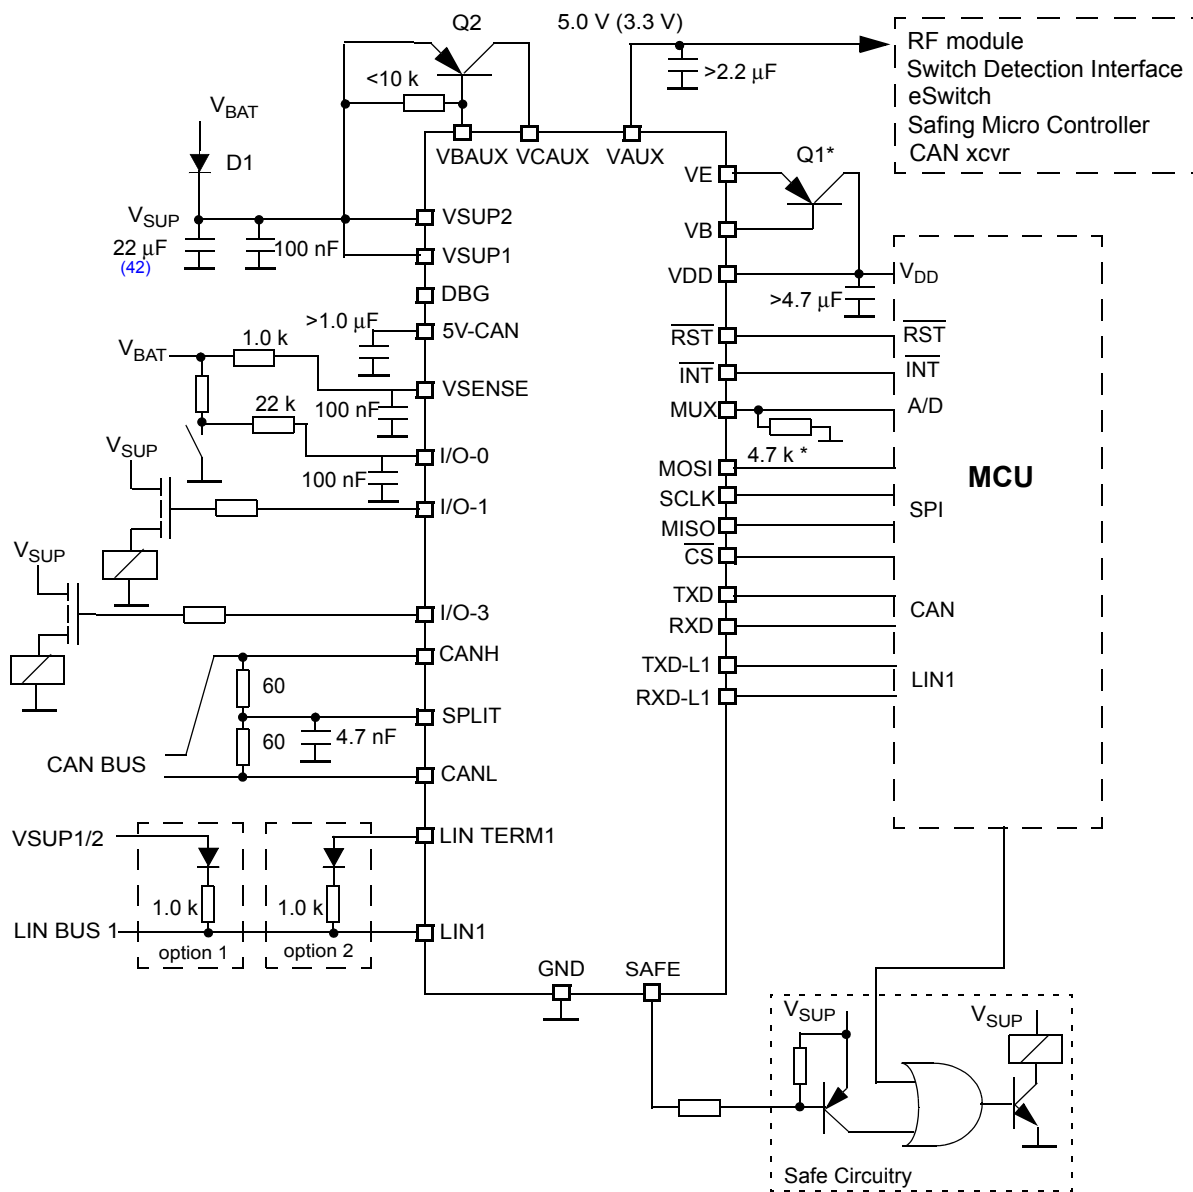 Q2
5.0 V (3.3 V)
RF module
Switch Detection Interface
eSwitch
Safing Micro Controller
CAN xcvr
>2.2 μF
<10 k
VBAT
D1
VBAUX
VCAUX
VAUX
Q1*
VE
VB
VSUP
22 μF
(42)
100 nF
VSUP2
VSUP1
DBG
VDD
VDD
>4.7 μF
>1.0 μF
5V-CAN
RST
RST
VBAT
1.0 k
INT
INT
VSENSE
100 nF
22 k
MUX
A/D
4.7 k *
VSUP
I/O-0
100 nF
MOSI
MCU
SCLK
SPI
I/O-1
MISO
VSUP
CS
TXD
CAN
I/O-3
RXD
CANH
TXD-L1
LIN1
60
RXD-L1
SPLIT
60
4.7 nF
CAN BUS
CANL
VSUP1/2
LIN TERM1
1.0 k
1.0 k
LIN BUS 1
LIN1
option 1
option 2
GND
SAFE
VSUP
VSUP
Safe Circuitry